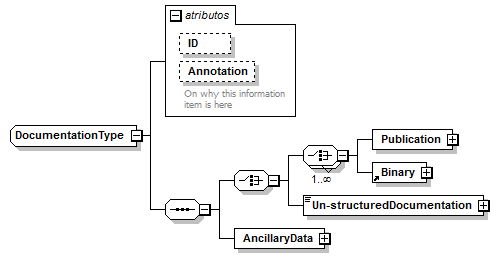 atributos
ID
Annotation
On why this information
item is here
DocumentationType
Publication
1..∞
Binary
Un-structuredDocumentation
AncillaryData